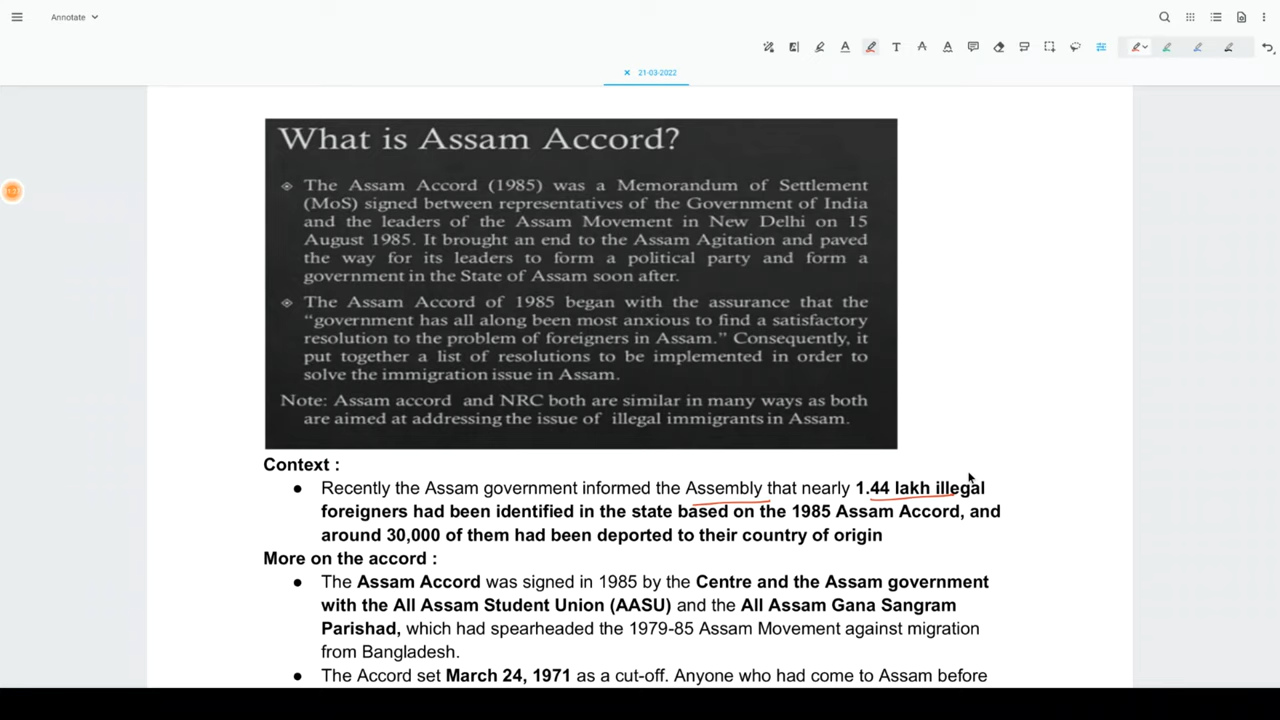 Annotate
21-03-2022
What is Assam Accord?
The Assam Accord (1985) was a Memorandum of Settlement
(MoS) signed between representatives of the Government of India
and the leaders of the Assam Movement in New Delhi on 15
August 1985. It brought an end to the Assam Agitation and paved
the way for its leaders to form a political party and form a
government in the State of Assam soon after.
The Assam Accord of 1985 began with the assurance that the
“government has all along been most anxious to find a satisfactory
resolution to the problem of foreigners in Assam.” Consequently, it
put together a list of resolutions to be implemented in order to
solve the immigration issue in Assam.
Note: Assam accord and NRC both are similar in many ways as both
are aimed at addressing the issue of illegal immigrants in Assam.
Context :
● Recently the Assam government informed the Assembly that nearly 1.44 lakh illegal
foreigners had been identified in the state based on the 1985 Assam Accord, and
around 30,000 of them had been deported to their country of origin
More on the accord :
● The Assam Accord was signed in 1985 by the Centre and the Assam government
with the All Assam Student Union (AASU) and the All Assam Gana Sangram
Parishad, which had spearheaded the 1979-85 Assam Movement against migration
from Bangladesh.
● The Accord set March 24, 1971 as a cut-off. Anyone who had come to Assam before